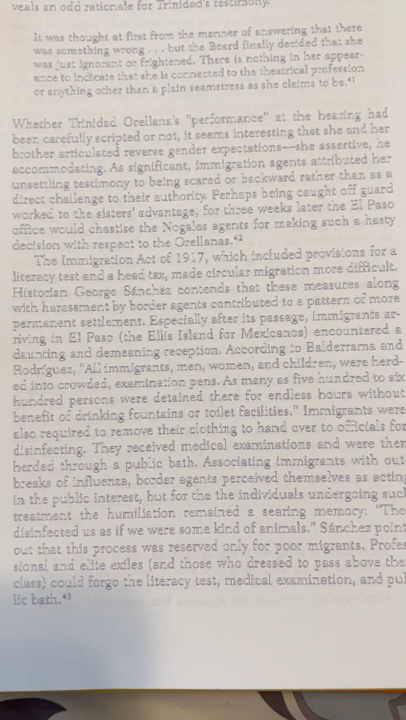 veals an odd rationale for Trinidad's testimony.
It was thought at first from the manner of answering that there
was something wrong . . . but the Board finally decided that she
was just ignorant or frightened. There is nothing in her appear-
ance to indicate that she is connected to the theatrical profession
or anything other than a plain seamstress as she claims to be.⁴¹
Whether Trinidad Orellana's "performance" at the hearing had
been carefully scripted or not, it seems interesting that she and her
brother articulated reverse gender expectations—she assertive, he
accommodating. As significant, immigration agents attributed her
unsettling testimony to being scared or backward rather than as a
direct challenge to their authority. Perhaps being caught off guard
worked to the sisters' advantage, for three weeks later the El Paso
office would chastise the Nogales agents for making such a hasty
decision with respect to the Orellanas.⁴²
The Immigration Act of 1917, which included provisions for a
literacy test and a head tax, made circular migration more difficult.
Historian George Sánchez contends that these measures along
with harassment by border agents contributed to a pattern of more
permanent settlement. Especially after its passage, immigrants ar-
riving in El Paso (the Ellis Island for Mexicanos) encountered a
daunting and demeaning reception. According to Balderrama and
Rodríguez, "All immigrants, men, women, and children, were herd-
ed into crowded, examination pens. As many as five hundred to six
hundred persons were detained there for endless hours without
benefit of drinking fountains or toilet facilities." Immigrants were
also required to remove their clothing to hand over to officials for
disinfecting. They received medical examinations and were then
herded through a public bath. Associating immigrants with out
breaks of influenza, border agents perceived themselves as acting
in the public interest, but for the the individuals undergoing such
treatment the humiliation remained a searing memory: "The
disinfected us as if we were some kind of animals." Sánchez point
out that this process was reserved only for poor migrants. Profes
sional and elite exiles (and those who dressed to pass above the
class) could forgo the literacy test, medical examination, and pu
lic bath.⁴³